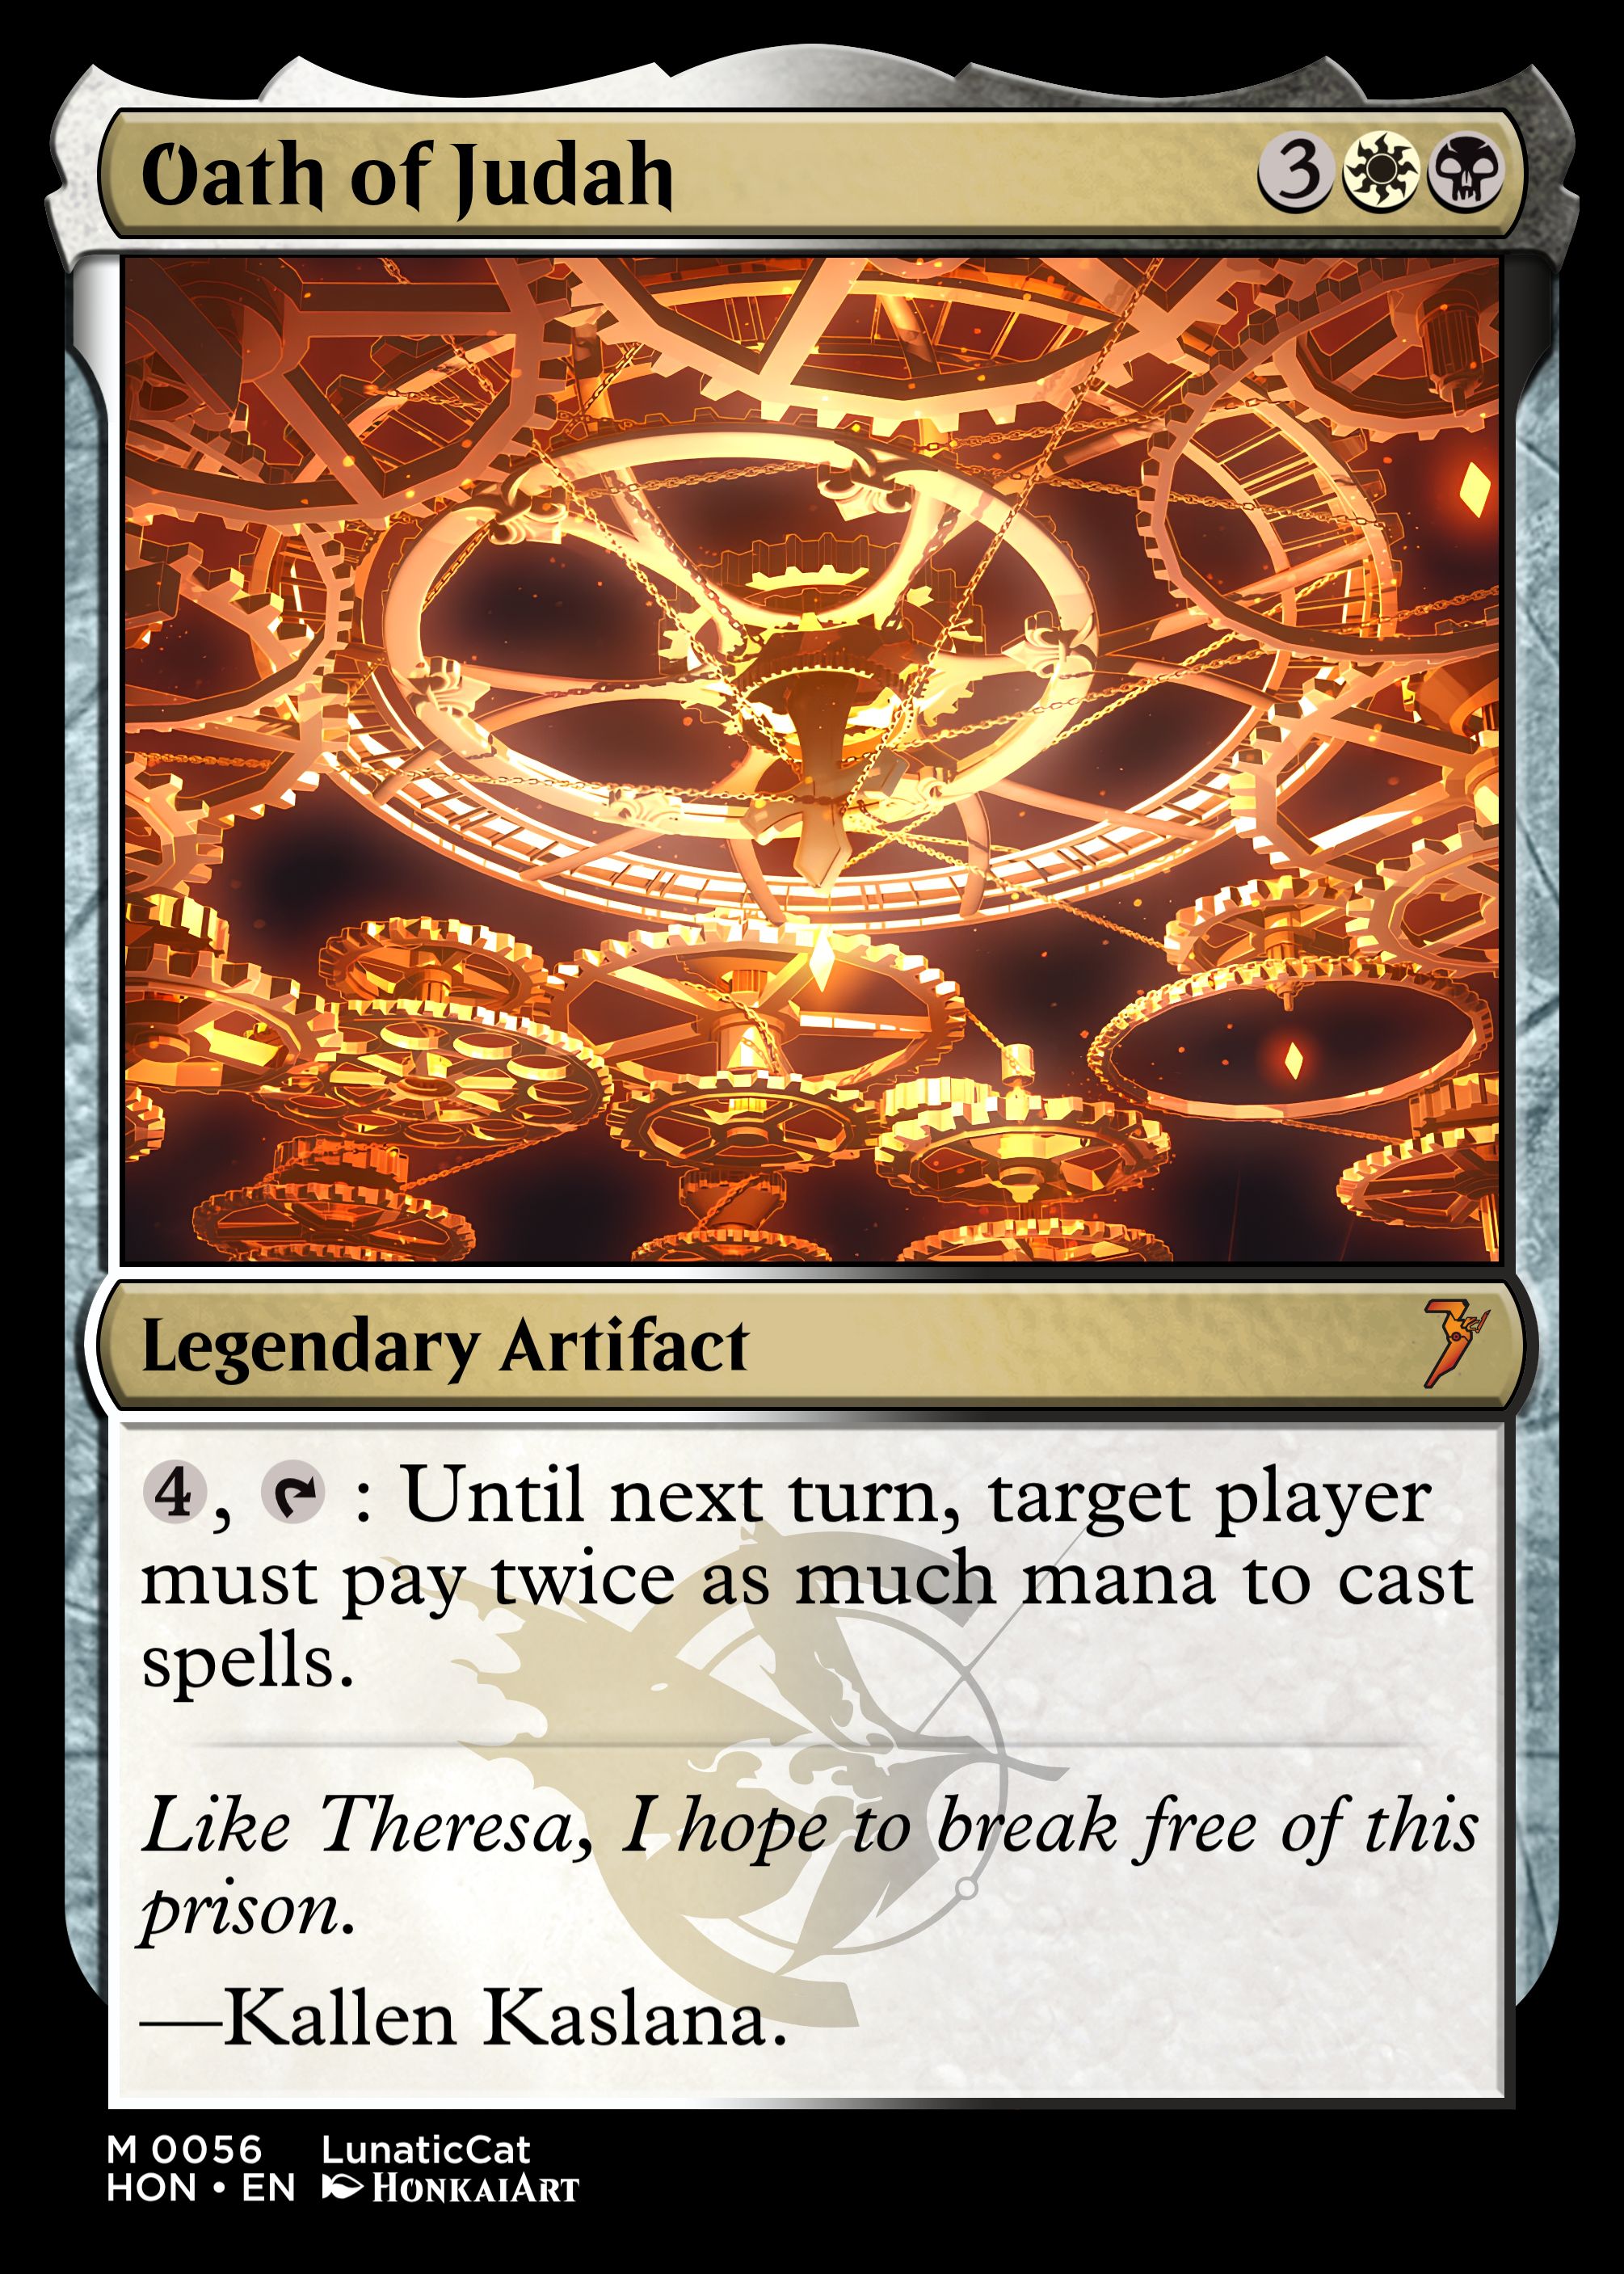 Oath of Judah 3
Legendary Artifact 3rd
4, : Until next turn, target player
must pay twice as much mana to cast
spells.
Like Theresa, I hope to break free of this
prison.
—Kallen Kaslana.
M 0056 LunaticCat
HON • EN HonkaiArt